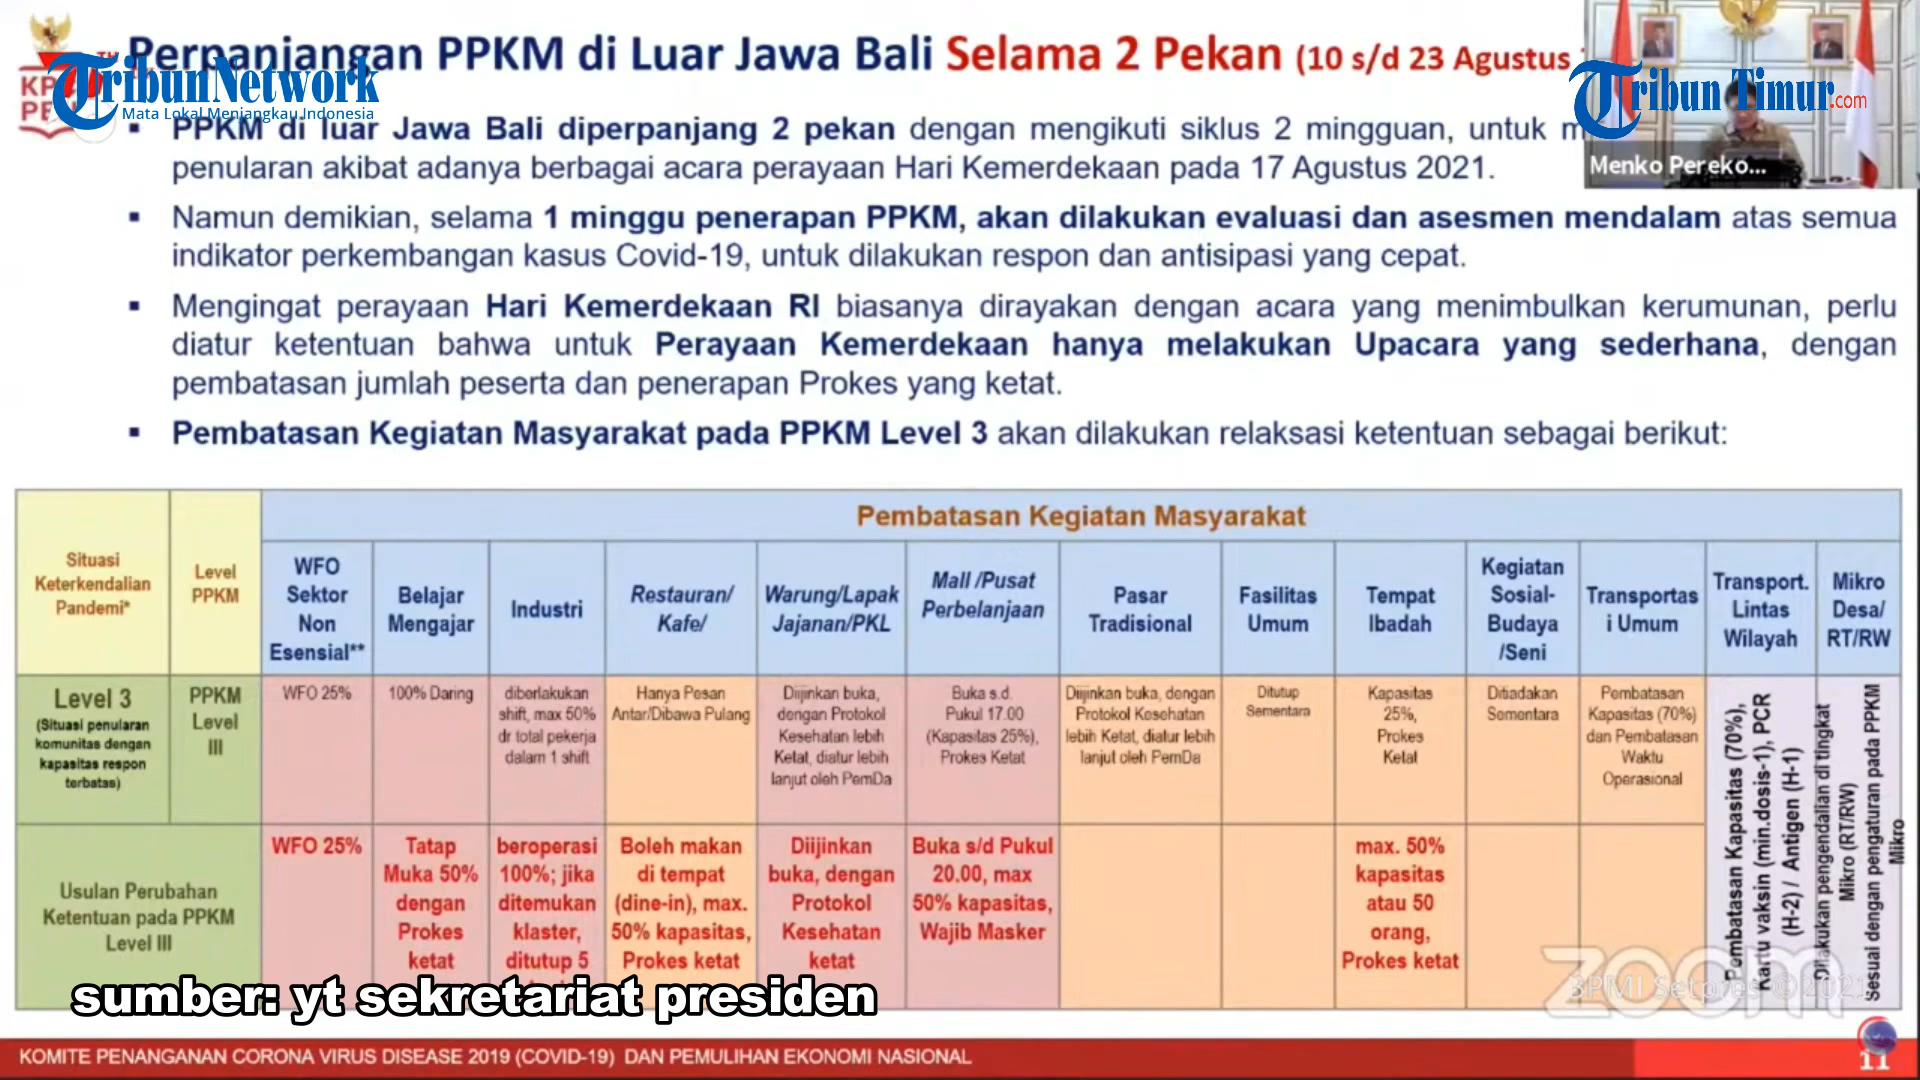 Perpanjangan PPKM di Luar Jawa Bali Selama 2 Pekan (10 s/d 23 Agustus
TribunNetwork
Mata Lokal Menjangkau Indonesia
Tribun Timur.com
Menko Pereko...
▪ PPKM di luar Jawa Bali diperpanjang 2 pekan dengan mengikuti siklus 2 mingguan, untuk
penularan akibat adanya berbagai acara perayaan Hari Kemerdekaan pada 17 Agustus 2021.
▪ Namun demikian, selama 1 minggu penerapan PPKM, akan dilakukan evaluasi dan asesmen mendalam atas semua
indikator perkembangan kasus Covid-19, untuk dilakukan respon dan antisipasi yang cepat.
▪ Mengingat perayaan Hari Kemerdekaan RI biasanya dirayakan dengan acara yang menimbulkan kerumunan, perlu
diatur ketentuan bahwa untuk Perayaan Kemerdekaan hanya melakukan Upacara yang sederhana, dengan
pembatasan jumlah peserta dan penerapan Prokes yang ketat.
▪ Pembatasan Kegiatan Masyarakat pada PPKM Level 3 akan dilakukan relaksasi ketentuan sebagai berikut:
Situasi
Keterkendalian
Pandemi*
Level
PPKM
Pembatasan Kegiatan Masyarakat
WFO
Sektor
Non
Esensial**
Belajar
Mengajar
Industri
Restauran/
Kafe/
Warung/Lapak
Jajanan/PKL
Mall /Pusat
Perbelanjaan
Pasar
Tradisional
Fasilitas
Umum
Tempat
Ibadah
Kegiatan
Sosial-
Budaya
/Seni
Transportas
i Umum
Transport.
Lintas
Wilayah
Mikro
Desa/
RT/RW
Level 3
(Situasi penularan
komunitas dengan
kapasitas respon
terbatas)
PPKM
Level
III
WFO 25%
100% Daring
diberlakukan
shift, max 50%
dr total pekerja
dalam 1 shift
Hanya Pesan
Antar/Dibawa Pulang
Diijinkan buka,
dengan Protokol
Kesehatan lebih
Ketat, diatur lebih
lanjut oleh PemDa
Buka s.d.
Pukul 17.00
(Kapasitas 25%),
Prokes Ketat
Diijinkan buka, dengan
Protokol Kesehatan
lebih Ketat, diatur lebih
lanjut oleh PemDa
Ditutup
Sementara
Kapasitas
25%,
Prokes
Ketat
Ditiadakan
Sementara
Pembatasan
Kapasitas (70%)
dan Pembatasan
Waktu
Operasional
Pembatasan Kapasitas (70%),
Kartu vaksin (min.dosis-1), PCR
(H-2) / Antigen (H-1)
Dilakukan pengendalian di tingkat
Mikro (RT/RW)
Sesuai dengan pengaturan pada PPKM
Mikro
Usulan Perubahan
Ketentuan pada PPKM
Level III
WFO 25%
Tatap
Muka 50%
dengan
Prokes
ketat
beroperasi
100%; jika
ditemukan
klaster,
ditutup 5
Boleh makan
di tempat
(dine-in), max.
50% kapasitas,
Prokes ketat
Diijinkan
buka, dengan
Protokol
Kesehatan
ketat
Buka s/d Pukul
20.00, max
50% kapasitas,
Wajib Masker
max. 50%
kapasitas
atau 50
orang,
Prokes ketat
zoom
BPMI Setpres © 2021
sumber: yt sekretariat presiden
KOMITE PENANGANAN CORONA VIRUS DISEASE 2019 (COVID-19) DAN PEMULIHAN EKONOMI NASIONAL
11